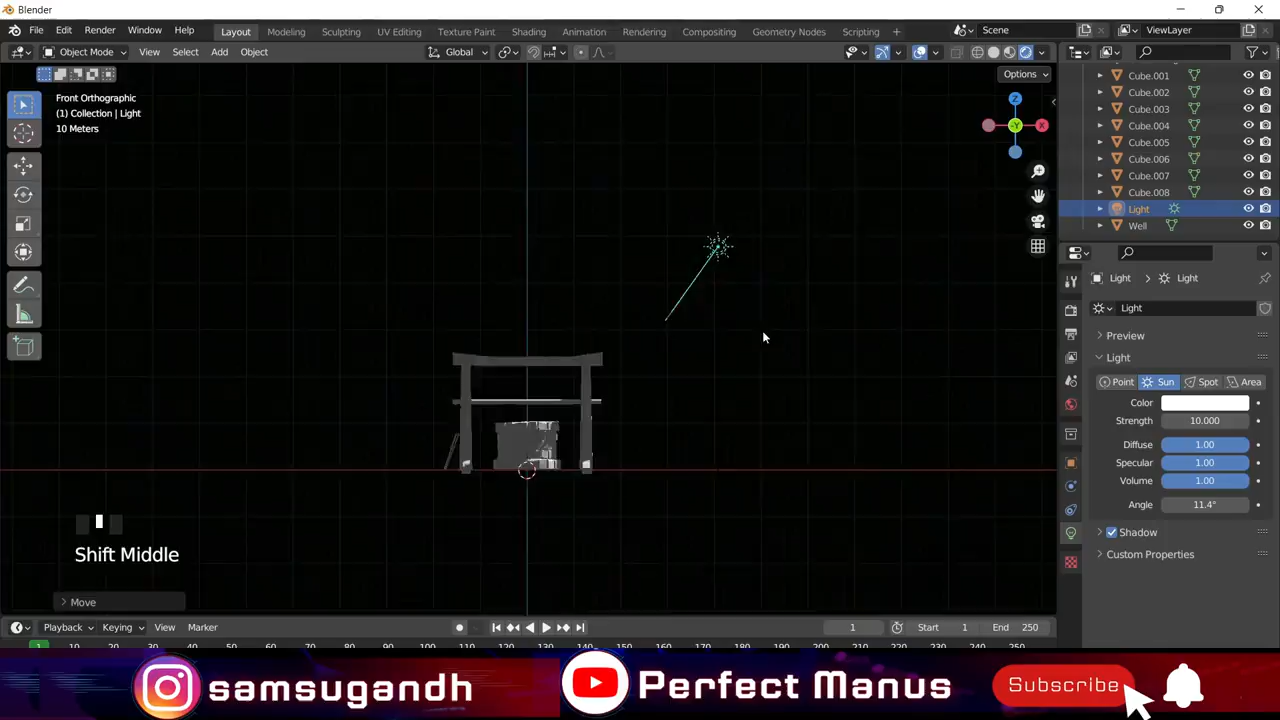 Blender
File Edit Render Window Help Layout Modeling Sculpting UV Editing Texture Paint Shading Animation Rendering Compositing Geometry Nodes Scripting + Scene ViewLayer
Object Mode View Select Add Object Global
Options
Front Orthographic
(1) Collection | Light
10 Meters
Z
-Y X
Cube.001
Cube.002
Cube.003
Cube.004
Cube.005
Cube.006
Cube.007
Cube.008
Light
Well
Light > Light
Light
Preview
Light
Point Sun Spot Area
Color
Strength 10.000
Diffuse 1.00
Specular 1.00
Volume 1.00
Angle 11.4°
Shadow
Custom Properties
Shift Middle
Move
Playback Keying View Marker 1 Start 1 End 250
1 10 20 30 40 50 60 70 80 90 100 110 120 130 140 150 160 170 180 190 200 210 220 230 240 250
samsugandh Perfect Manus Subscribe